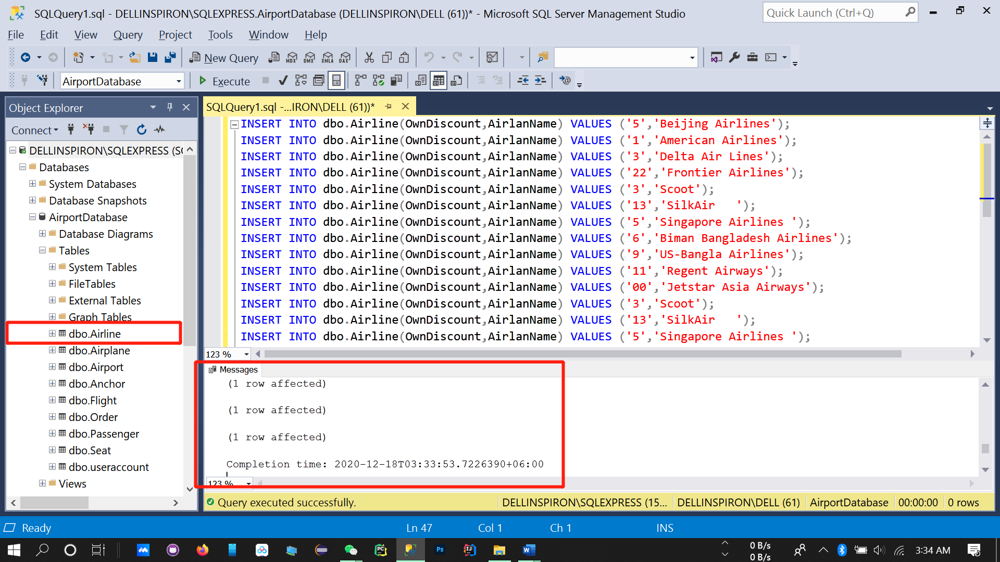 SQLQuery1.sql - DELLINSPIRON\SQLEXPRESS.AirportDatabase (DELLINSPIRON\DELL (61))* - Microsoft SQL Server Management Studio
Quick Launch (Ctrl+Q)
File Edit View Query Project Tools Window Help
New Query MDX DMX XMLA DAX
AirportDatabase Execute
Object Explorer
SQLQuery1.sql -...IRON\DELL (61))*
Connect
DELLINSPIRON\SQLEXPRESS (SQ
Databases
System Databases
Database Snapshots
AirportDatabase
Database Diagrams
Tables
System Tables
FileTables
External Tables
Graph Tables
dbo.Airline
dbo.Airplane
dbo.Airport
dbo.Anchor
dbo.Flight
dbo.Order
dbo.Passenger
dbo.Seat
dbo.useraccount
Views
INSERT INTO dbo.Airline(OwnDiscount,AirlanName) VALUES ('5','Beijing Airlines');
INSERT INTO dbo.Airline(OwnDiscount,AirlanName) VALUES ('1','American Airlines');
INSERT INTO dbo.Airline(OwnDiscount,AirlanName) VALUES ('3','Delta Air Lines');
INSERT INTO dbo.Airline(OwnDiscount,AirlanName) VALUES ('22','Frontier Airlines');
INSERT INTO dbo.Airline(OwnDiscount,AirlanName) VALUES ('3','Scoot');
INSERT INTO dbo.Airline(OwnDiscount,AirlanName) VALUES ('13','SilkAir   ');
INSERT INTO dbo.Airline(OwnDiscount,AirlanName) VALUES ('5','Singapore Airlines ');
INSERT INTO dbo.Airline(OwnDiscount,AirlanName) VALUES ('6','Biman Bangladesh Airlines');
INSERT INTO dbo.Airline(OwnDiscount,AirlanName) VALUES ('9','US-Bangla Airlines');
INSERT INTO dbo.Airline(OwnDiscount,AirlanName) VALUES ('11','Regent Airways');
INSERT INTO dbo.Airline(OwnDiscount,AirlanName) VALUES ('00','Jetstar Asia Airways');
INSERT INTO dbo.Airline(OwnDiscount,AirlanName) VALUES ('3','Scoot');
INSERT INTO dbo.Airline(OwnDiscount,AirlanName) VALUES ('13','SilkAir   ');
INSERT INTO dbo.Airline(OwnDiscount,AirlanName) VALUES ('5','Singapore Airlines ');
123 %
Messages
(1 row affected)
(1 row affected)
(1 row affected)
Completion time: 2020-12-18T03:33:53.7226390+06:00
123 %
Query executed successfully. DELLINSPIRON\SQLEXPRESS (15... DELLINSPIRON\DELL (61) AirportDatabase 00:00:00 0 rows
Ready Ln 47 Col 1 Ch 1 INS
PC Ps IJ W
0 B/s
0 B/s
3:34 AM